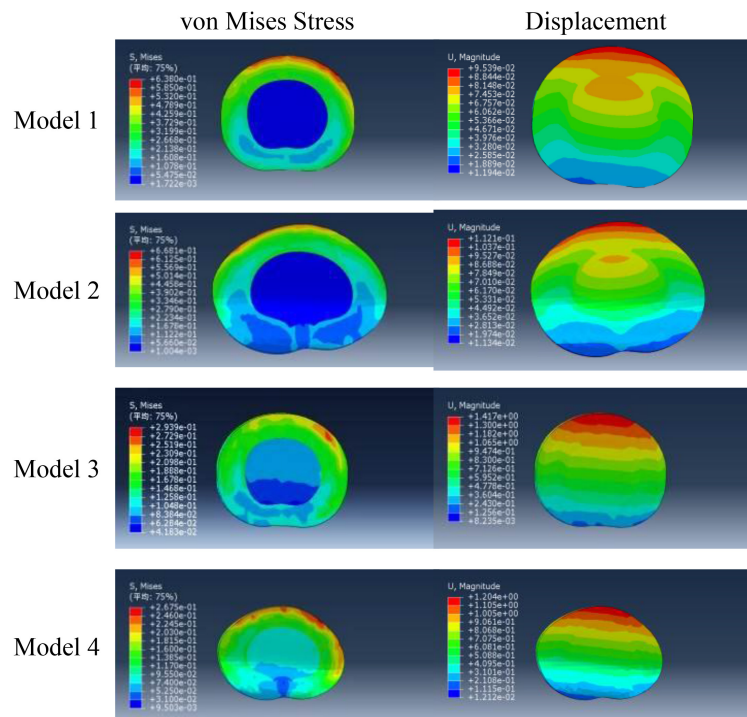 von Mises Stress
Displacement
Model 1
S, Mises
(平均: 75%)
+6.380e-01
+5.850e-01
+5.320e-01
+4.789e-01
+4.259e-01
+3.729e-01
+3.199e-01
+2.668e-01
+2.138e-01
+1.608e-01
+1.078e-01
+5.475e-02
+1.722e-03
U, Magnitude
+9.539e-02
+8.844e-02
+8.148e-02
+7.453e-02
+6.757e-02
+6.062e-02
+5.366e-02
+4.671e-02
+3.976e-02
+3.280e-02
+2.585e-02
+1.889e-02
+1.194e-02
Model 2
S, Mises
(平均: 75%)
+6.681e-01
+6.125e-01
+5.569e-01
+5.014e-01
+4.458e-01
+3.902e-01
+3.346e-01
+2.790e-01
+2.234e-01
+1.678e-01
+1.122e-01
+5.660e-02
+1.004e-03
U, Magnitude
+1.121e-01
+1.037e-01
+9.527e-02
+8.688e-02
+7.849e-02
+7.010e-02
+6.170e-02
+5.331e-02
+4.492e-02
+3.652e-02
+2.813e-02
+1.974e-02
+1.134e-02
Model 3
S, Mises
(平均: 75%)
+2.939e-01
+2.729e-01
+2.519e-01
+2.309e-01
+2.098e-01
+1.888e-01
+1.678e-01
+1.468e-01
+1.258e-01
+1.048e-01
+8.384e-02
+6.284e-02
+4.183e-02
U, Magnitude
+1.417e+00
+1.300e+00
+1.182e+00
+1.065e+00
+9.474e-01
+8.300e-01
+7.126e-01
+5.952e-01
+4.778e-01
+3.604e-01
+2.430e-01
+1.256e-01
+8.235e-03
Model 4
S, Mises
(平均: 75%)
+2.675e-01
+2.460e-01
+2.245e-01
+2.030e-01
+1.815e-01
+1.600e-01
+1.385e-01
+1.170e-01
+9.550e-02
+7.400e-02
+5.250e-02
+3.100e-02
+9.503e-03
U, Magnitude
+1.204e+00
+1.105e+00
+1.005e+00
+9.061e-01
+8.068e-01
+7.075e-01
+6.081e-01
+5.088e-01
+4.095e-01
+3.101e-01
+2.108e-01
+1.115e-01
+1.212e-02